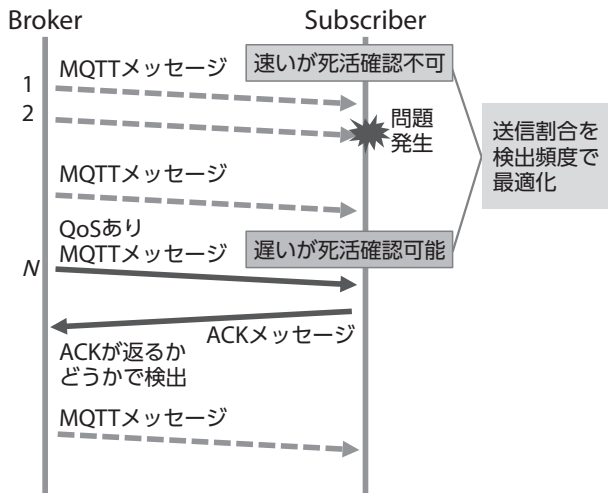 Broker
Subscriber
MQTTメッセージ
速いが死活確認不可
1
2
問題
発生
送信割合を
検出頻度で
最適化
MQTTメッセージ
QoSあり
MQTTメッセージ
遅いが死活確認可能
N
ACKメッセージ
ACKが返るか
どうかで検出
MQTTメッセージ